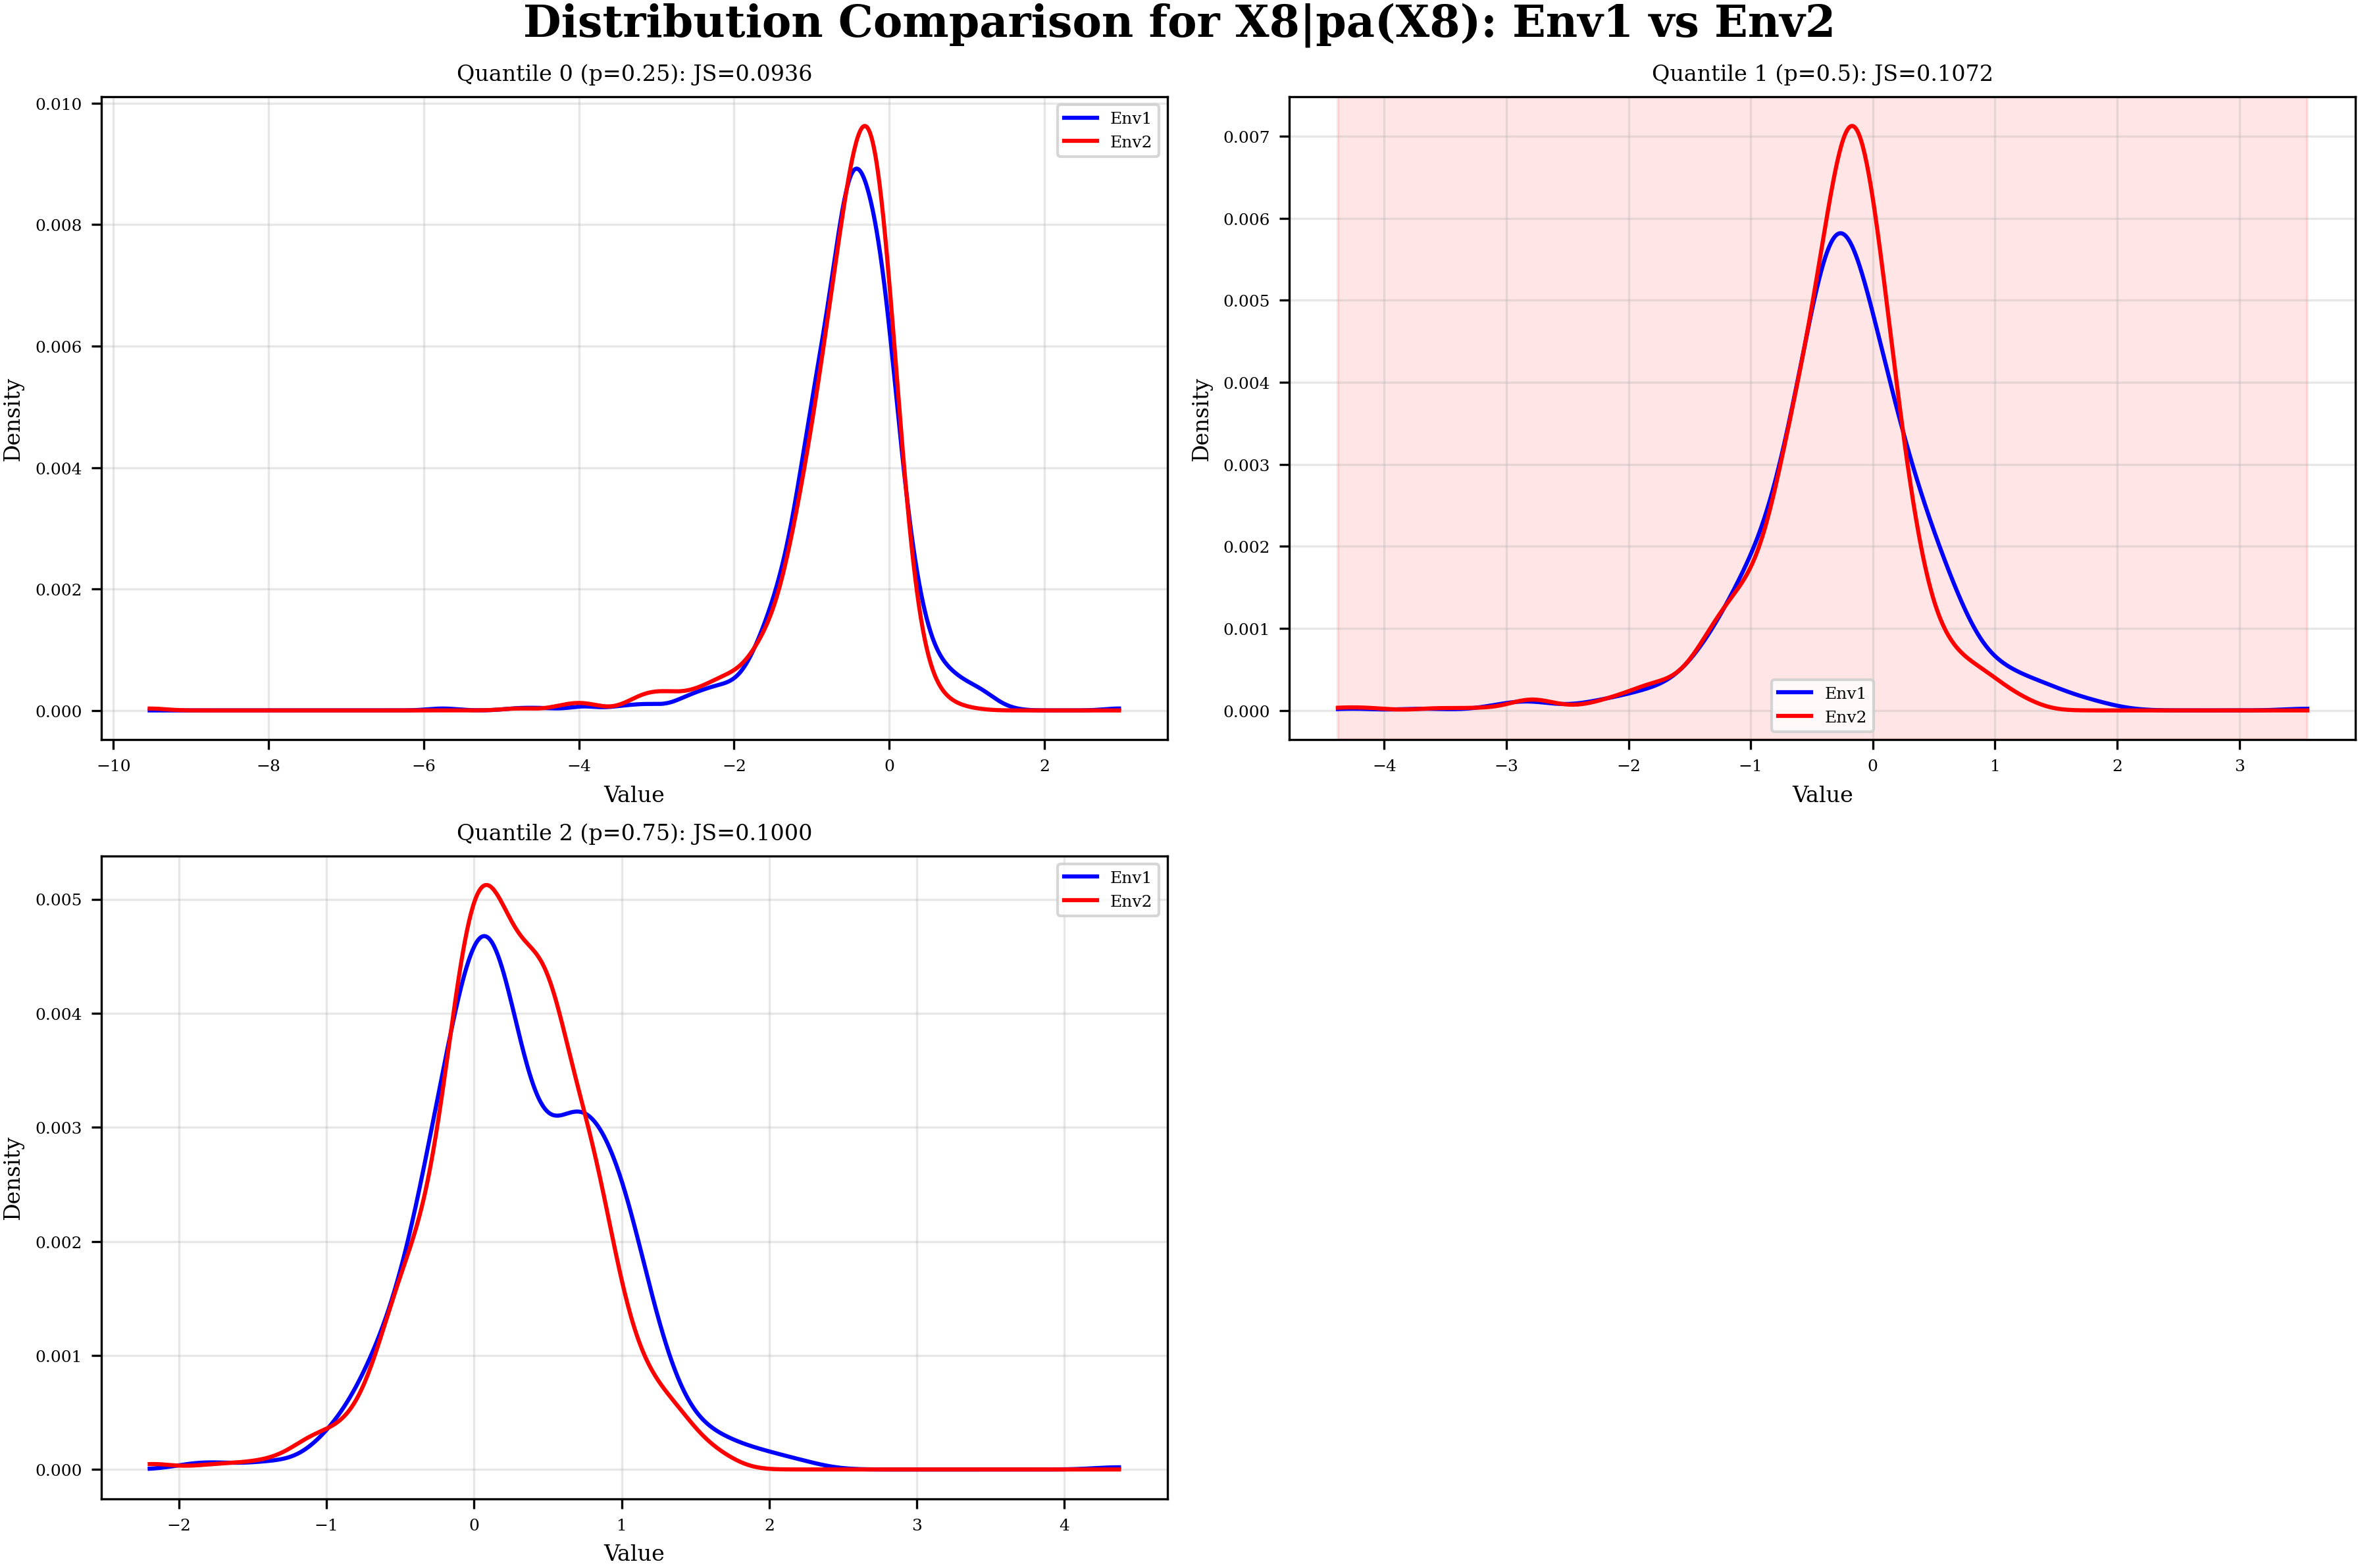 Distribution Comparison for X8|pa(X8): Env1 vs Env2
Quantile 0 (p=0.25): JS=0.0936
0.010
0.008
0.006
0.004
0.002
0.000
Density
Env1
Env2
−10
−8
−6
−4
−2
0
2
Value
Quantile 1 (p=0.5): JS=0.1072
0.007
0.006
0.005
0.004
0.003
0.002
0.001
0.000
Density
Env1
Env2
−4
−3
−2
−1
0
1
2
3
Value
Quantile 2 (p=0.75): JS=0.1000
0.005
0.004
0.003
0.002
0.001
0.000
Density
Env1
Env2
−2
−1
0
1
2
3
4
Value